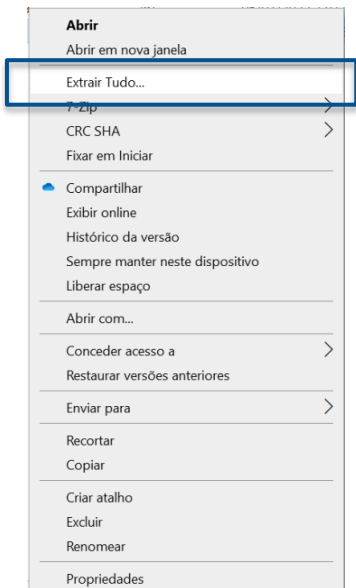 Abrir
Abrir em nova janela
Extrair Tudo...
7-Zip
CRC SHA
Fixar em Iniciar
Compartilhar
Exibir online
Histórico da versão
Sempre manter neste dispositivo
Liberar espaço
Abrir com...
Conceder acesso a
Restaurar versões anteriores
Enviar para
Recortar
Copiar
Criar atalho
Excluir
Renomear
Propriedades